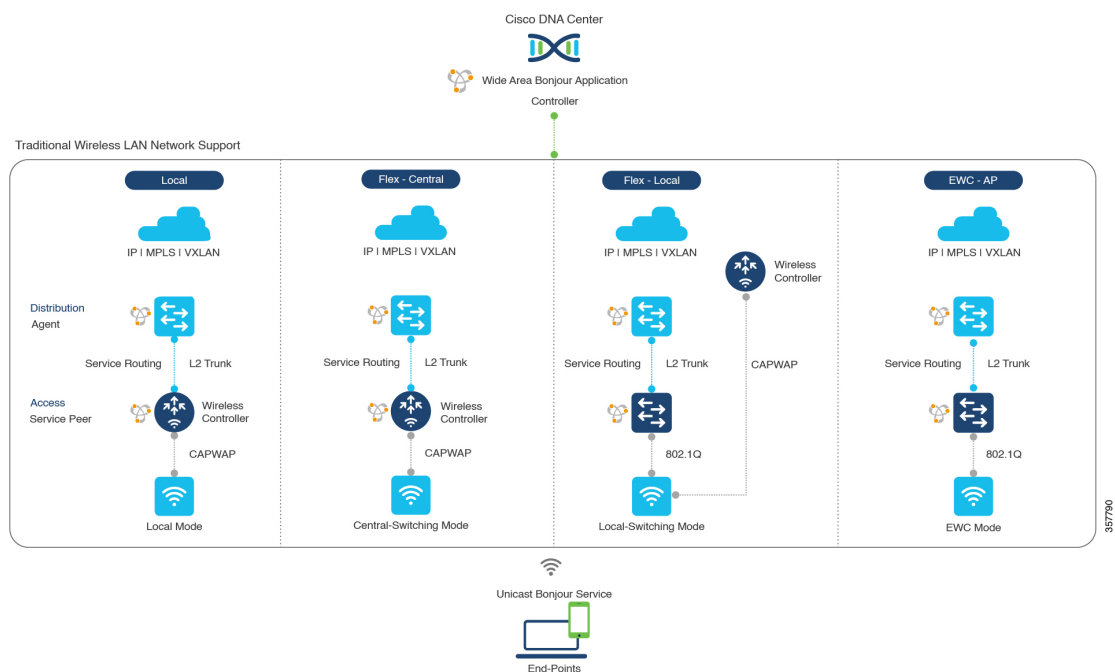 Cisco DNA Center
Wide Area Bonjour Application
Controller
Traditional Wireless LAN Network Support
Local
Flex - Central
Flex - Local
EWC - AP
IP I MPLS I VXLAN
IP I MPLS I VXLAN
IP I MPLS I VXLAN
IP I MPLS I VXLAN
Wireless
Controller
Distribution
Agent
Service Routing
L2 Trunk
Service Routing
L2 Trunk
Service Routing
L2 Trunk
CAPWAP
Service Routing
L2 Trunk
Access
Service Peer
Wireless
Controller
Wireless
Controller
CAPWAP
CAPWAP
802.1Q
802.1Q
Local Mode
Central-Switching Mode
Local-Switching Mode
EWC Mode
357790
Unicast Bonjour Service
End-Points